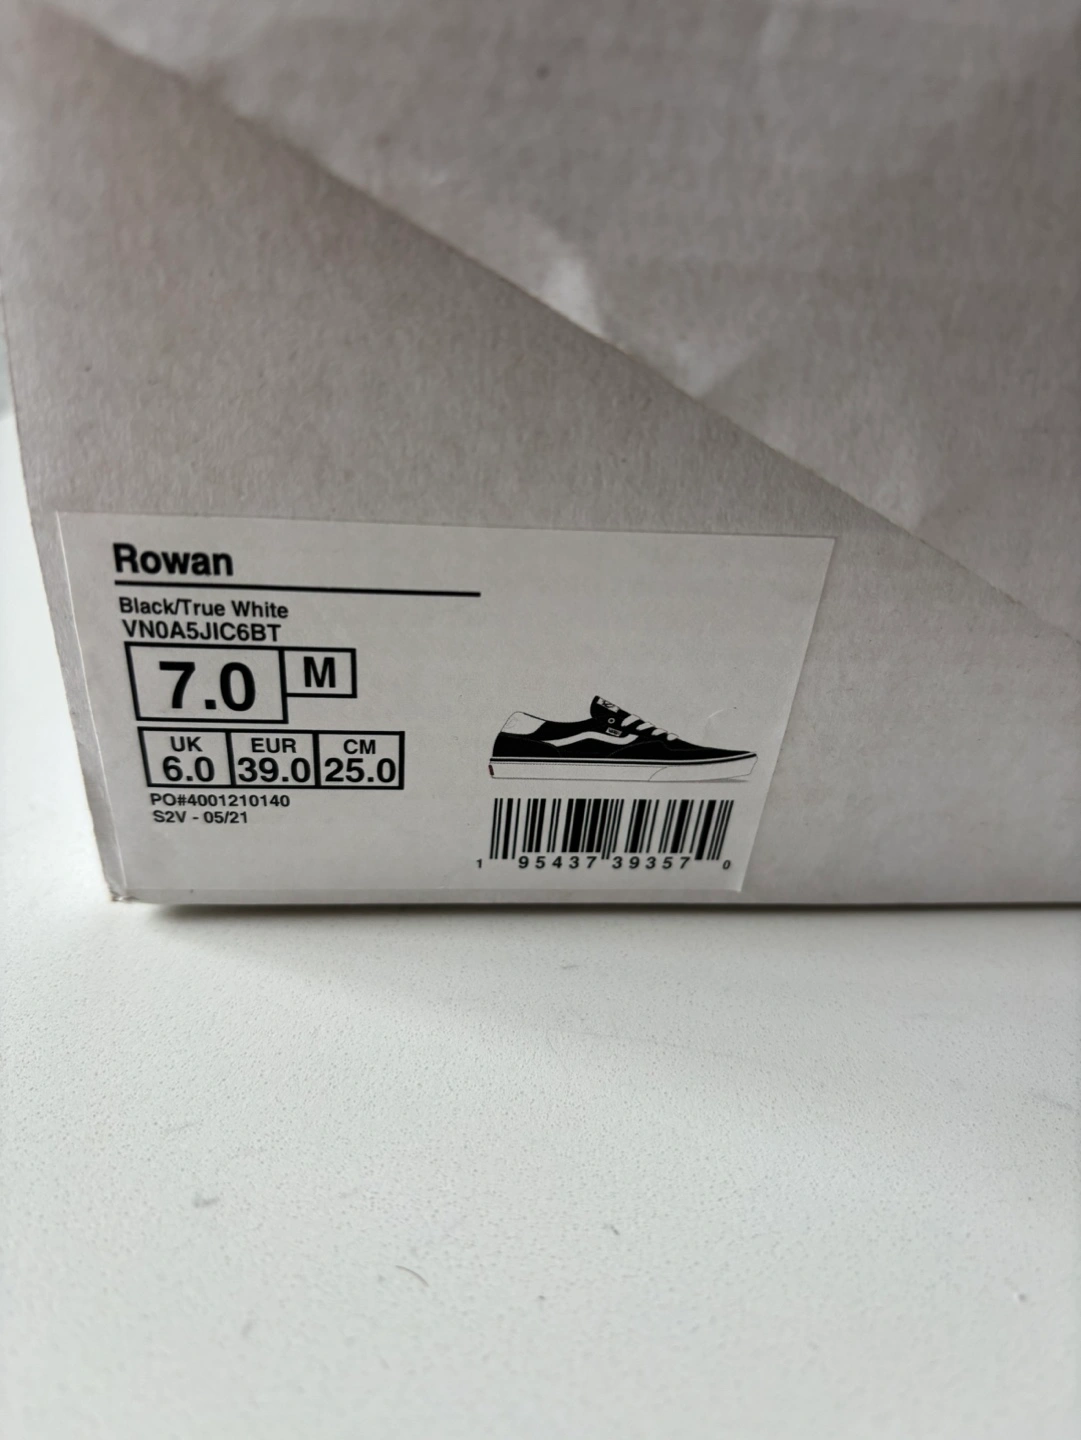 Rowan
Black/True White
VN0A5JIC6BT
7.0 M
UK EUR CM
6.0 39.0 25.0
PO#4001210140
S2V - 05/21
1 95437 39357 0